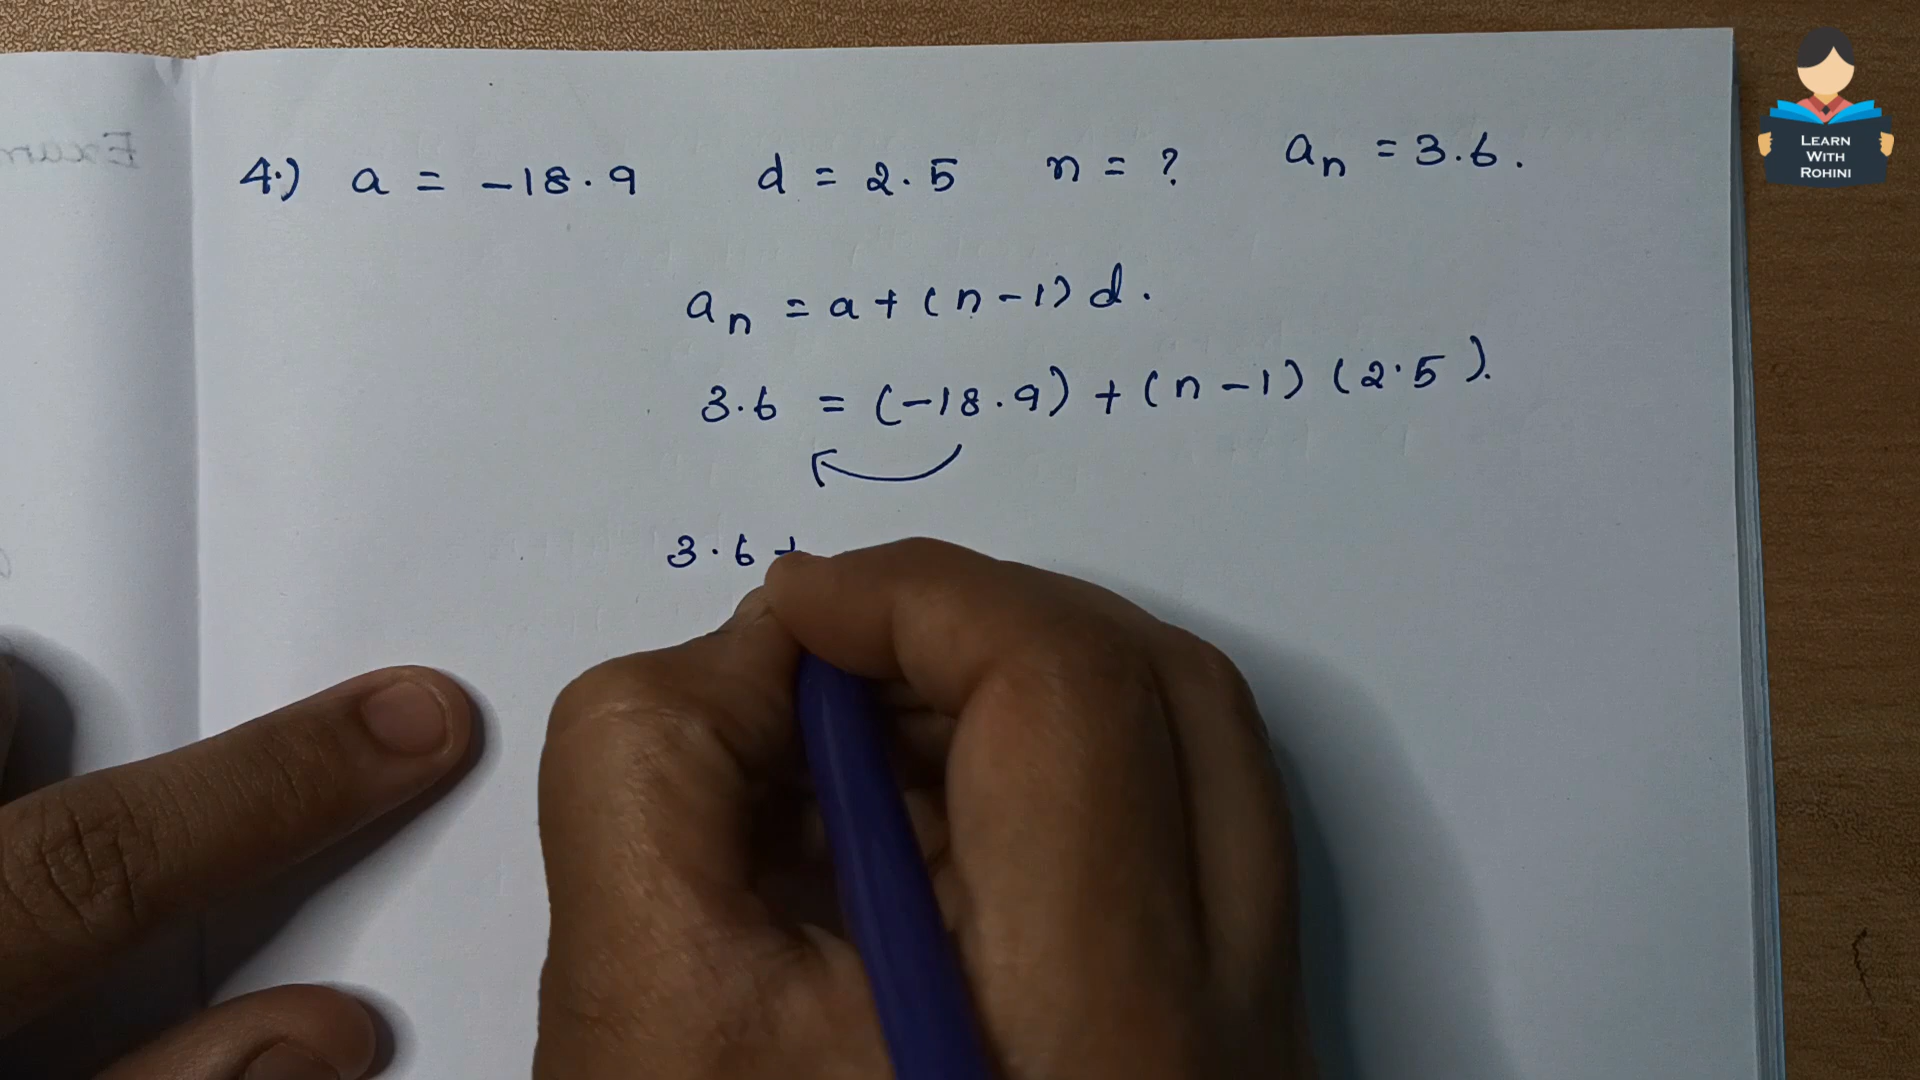 4.) a = -18.9 d = 2.5 n = ? aₙ = 3.6.
aₙ = a + (n-1) d.
3.6 = (-18.9) + (n-1) (2.5).
3.6 +
LEARN
WITH
ROHINI